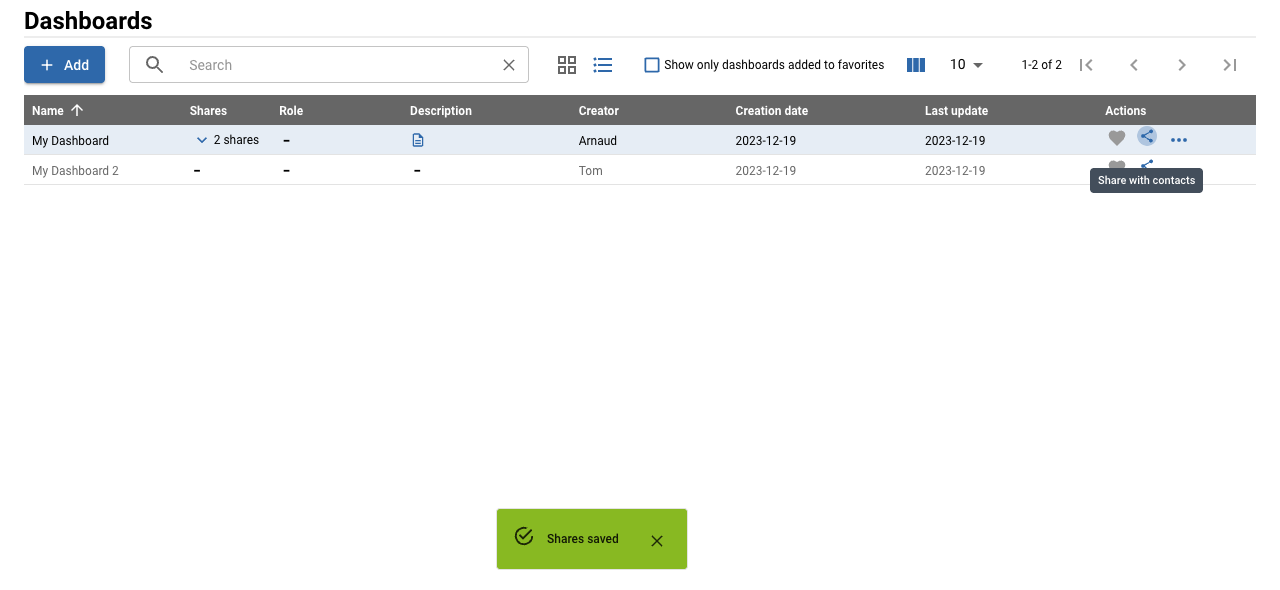 Dashboards
Add
Search
Show only dashboards added to favorites
10
1-2 of 2
Name Shares Role Description Creator Creation date Last update Actions
My Dashboard 2 shares – Arnaud 2023-12-19 2023-12-19
My Dashboard 2 – – – Tom 2023-12-19 2023-12-19
Share with contacts
Shares saved